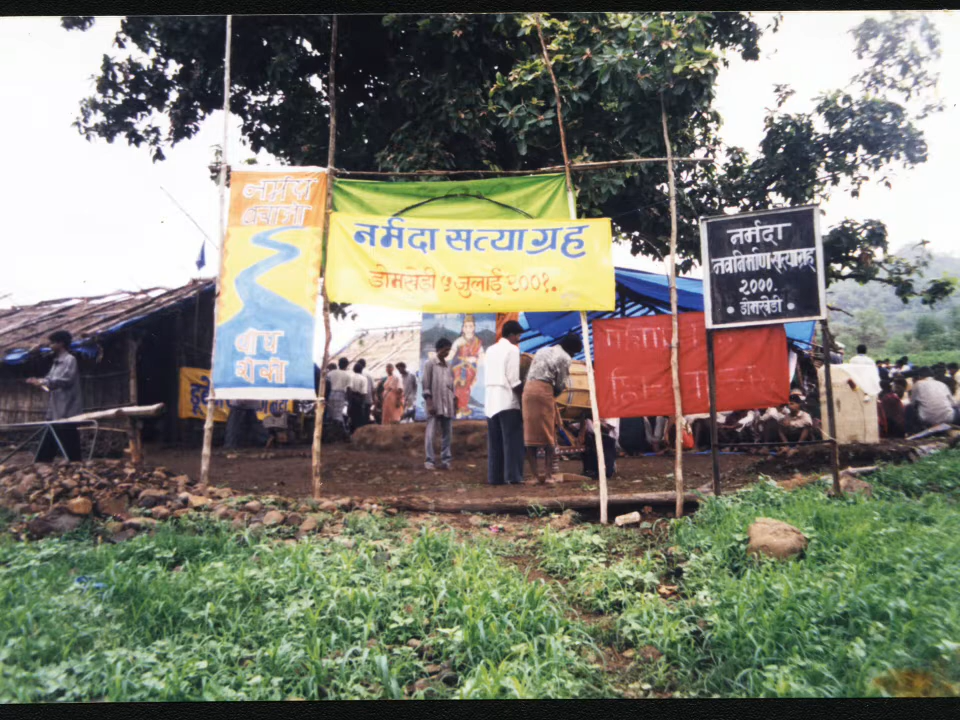 नर्मदा
बचाओ
बांध
रोको
नर्मदा सत्याग्रह
डोमखेडी ५ जुलाई २००१.
नर्मदा
नवनिर्माण सत्याग्रह
२०००.
डोमखेडी